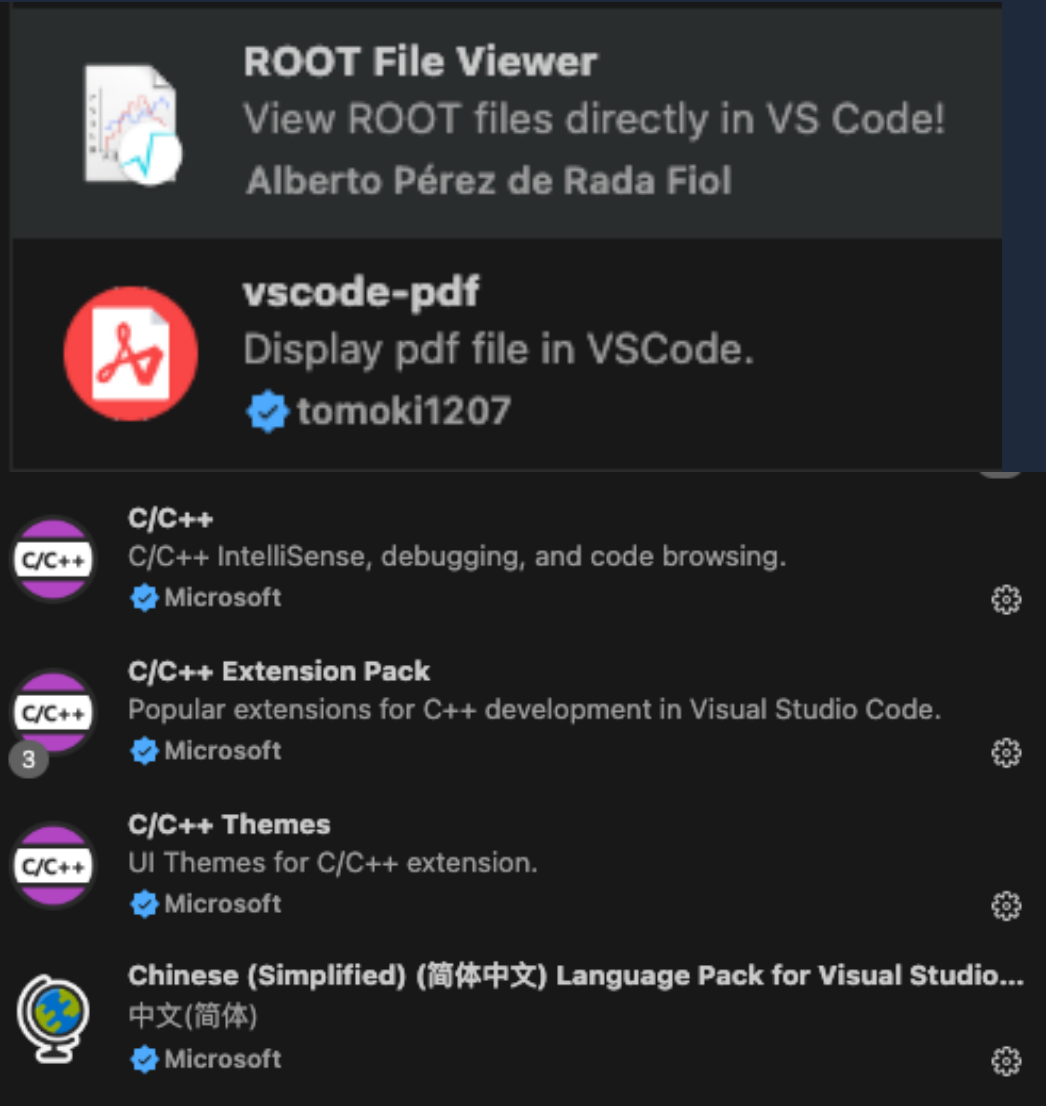 ROOT File Viewer
View ROOT files directly in VS Code!
Alberto Pérez de Rada Fiol
vscode-pdf
Display pdf file in VSCode.
tomoki1207
C/C++
C/C++
C/C++ IntelliSense, debugging, and code browsing.
Microsoft
C/C++
3
C/C++ Extension Pack
Popular extensions for C++ development in Visual Studio Code.
Microsoft
C/C++
C/C++ Themes
UI Themes for C/C++ extension.
Microsoft
Chinese (Simplified) (简体中文) Language Pack for Visual Studio...
中文(简体)
Microsoft